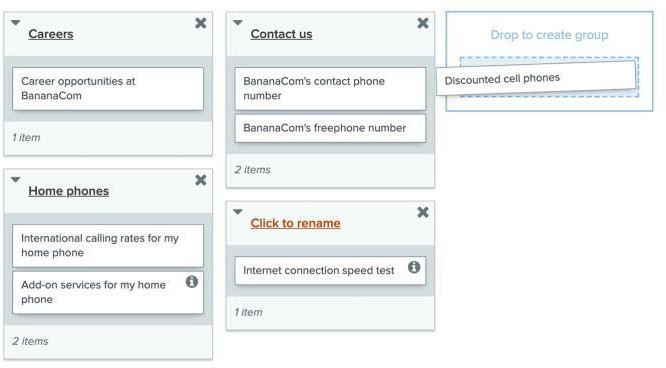 Careers
Career opportunities at
BananaCom
1 item
Home phones
International calling rates for my
home phone
Add-on services for my home
phone
2 items
Contact us
BananaCom's contact phone
number
BananaCom's freephone number
2 items
Click to rename
Internet connection speed test
1 item
Drop to create group
Discounted cell phones